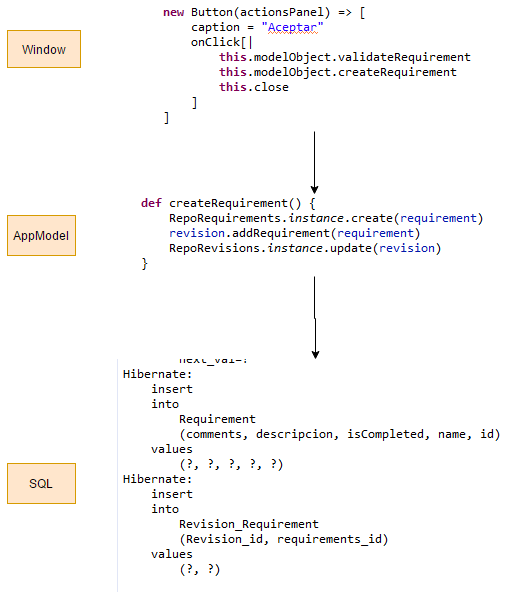 new Button(actionsPanel) => [
caption = "Aceptar"
onClick[|
this.modelObject.validateRequirement
this.modelObject.createRequirement
this.close
]
]
Window
def createRequirement() {
RepoRequirements.instance.create(requirement)
revision.addRequirement(requirement)
RepoRevisions.instance.update(revision)
}
AppModel
next_val=?
Hibernate:
insert
into
Requirement
(comments, descripcion, isCompleted, name, id)
values
(?, ?, ?, ?, ?)
Hibernate:
insert
into
Revision_Requirement
(Revision_id, requirements_id)
values
(?, ?)
SQL